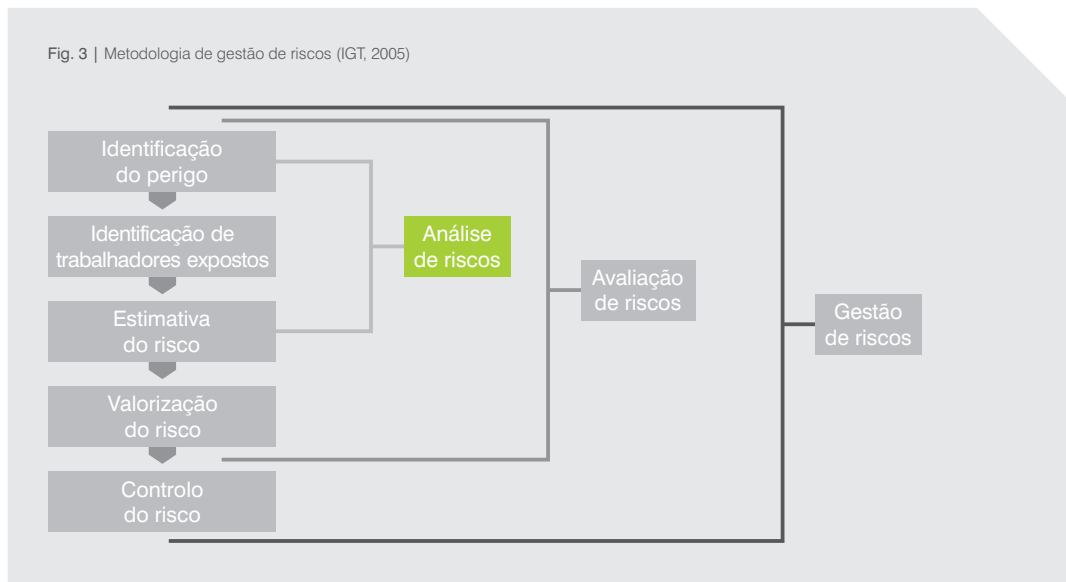 Fig. 3 | Metodologia de gestão de riscos (IGT, 2005)
Identificação
do perigo
Identificação de
trabalhadores expostos
Estimativa
do risco
Valorização
do risco
Controlo
do risco
Análise
de riscos
Avaliação
de riscos
Gestão
de riscos